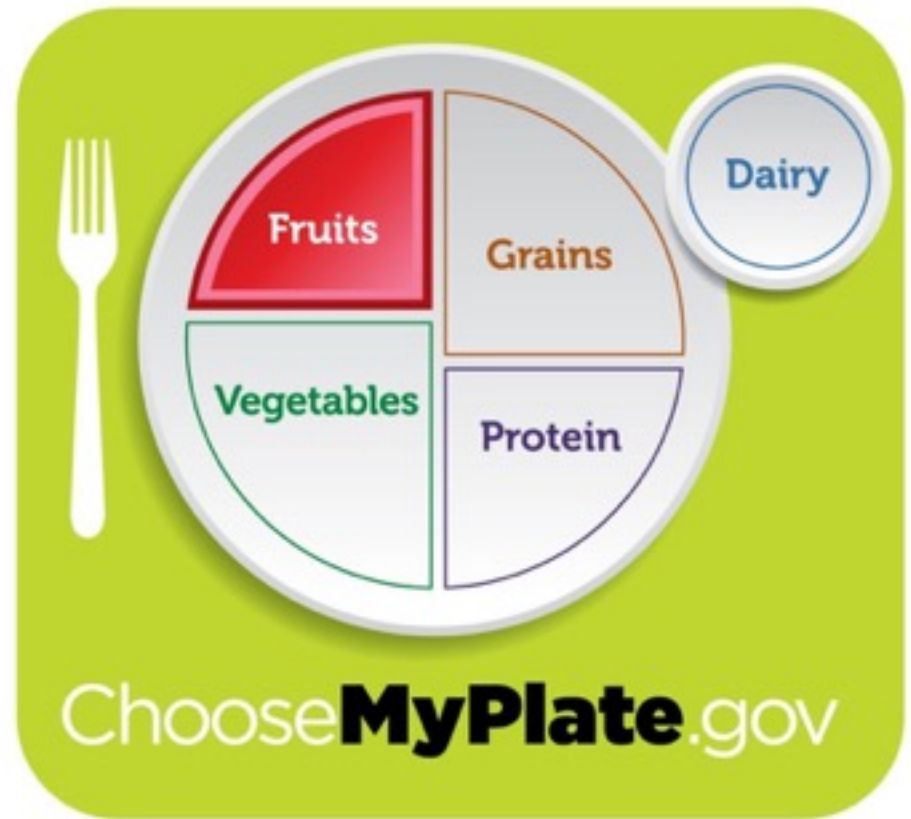 Dairy
Fruits
Grains
Vegetables
Protein
ChooseMyPlate.gov